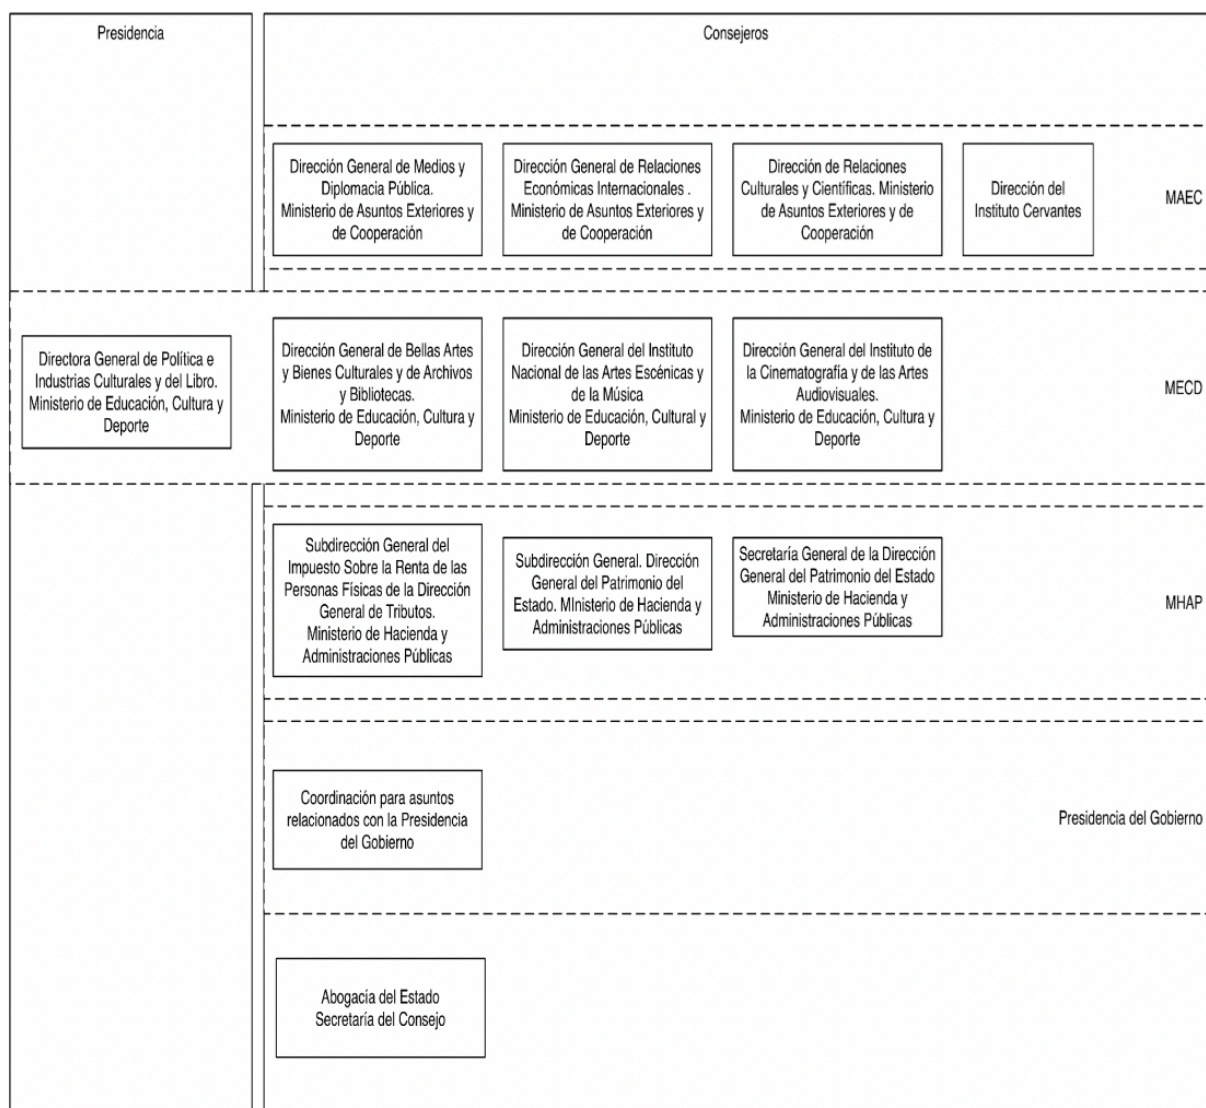 Presidencia
Consejeros
Dirección General de Medios y
Diplomacia Pública.
Ministerio de Asuntos Exteriores y
de Cooperación
Dirección General de Relaciones
Económicas Internacionales .
Ministerio de Asuntos Exteriores y
de Cooperación
Dirección de Relaciones
Culturales y Científicas. Ministerio
de Asuntos Exteriores y de
Cooperación
Dirección del
Instituto Cervantes
MAEC
Directora General de Política e
Industrias Culturales y del Libro.
Ministerio de Educación, Cultura y
Deporte
Dirección General de Bellas Artes
y Bienes Culturales y de Archivos
y Bibliotecas.
Ministerio de Educación, Cultura y
Deporte
Dirección General del Instituto
Nacional de las Artes Escénicas y
de la Música
Ministerio de Educación, Cultural y
Deporte
Dirección General del Instituto de
la Cinematografía y de las Artes
Audiovisuales.
Ministerio de Educación, Cultura y
Deporte
MECD
Subdirección General del
Impuesto Sobre la Renta de las
Personas Físicas de la Dirección
General de Tributos.
Ministerio de Hacienda y
Administraciones Públicas
Subdirección General. Dirección
General del Patrimonio del
Estado. MInisterio de Hacienda y
Administraciones Públicas
Secretaría General de la Dirección
General del Patrimonio del Estado
Ministerio de Hacienda y
Administraciones Públicas
MHAP
Coordinación para asuntos
relacionados con la Presidencia
del Gobierno
Presidencia del Gobierno
Abogacía del Estado
Secretaría del Consejo